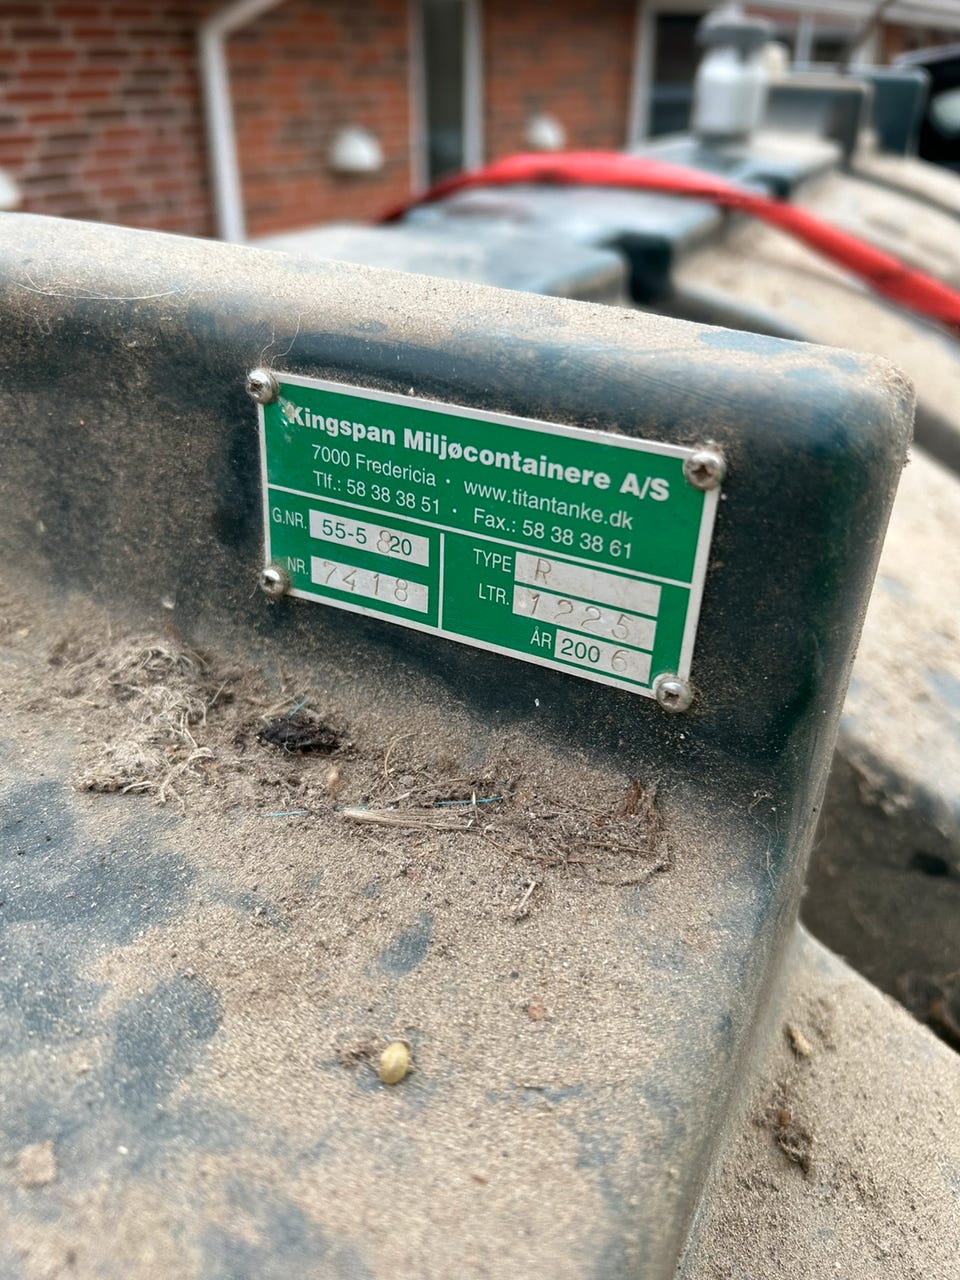 Kingspan Miljøcontainere A/S
7000 Fredericia · www.titantanke.dk
Tlf.: 58 38 38 51 · Fax.: 58 38 38 61
G.NR. 55-5 820
NR. 7418
TYPE R
LTR. 1225
ÅR 2006